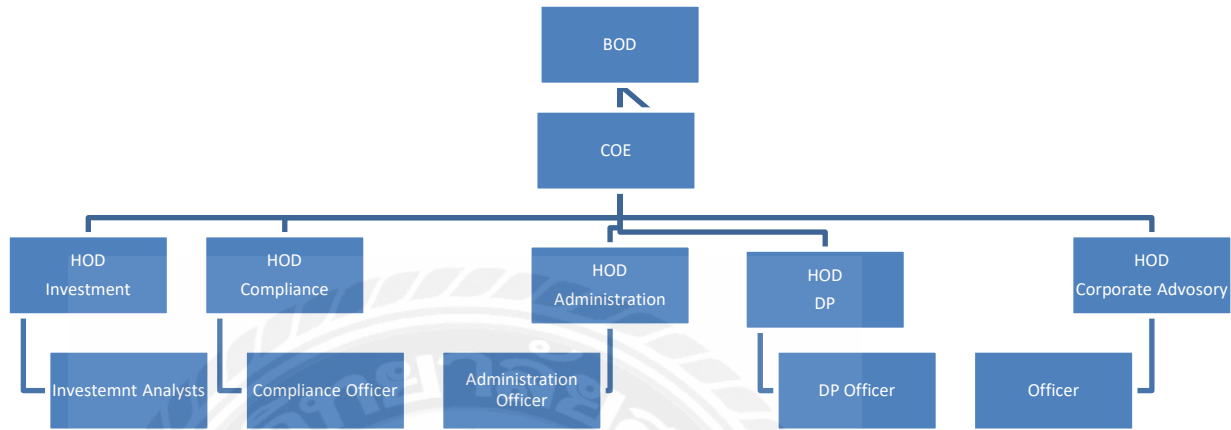 BOD
COE
HOD
Investment
HOD
Compliance
HOD
Administration
HOD
DP
HOD
Corporate Advosory
Investemnt Analysts
Compliance Officer
Administration
Officer
DP Officer
Officer